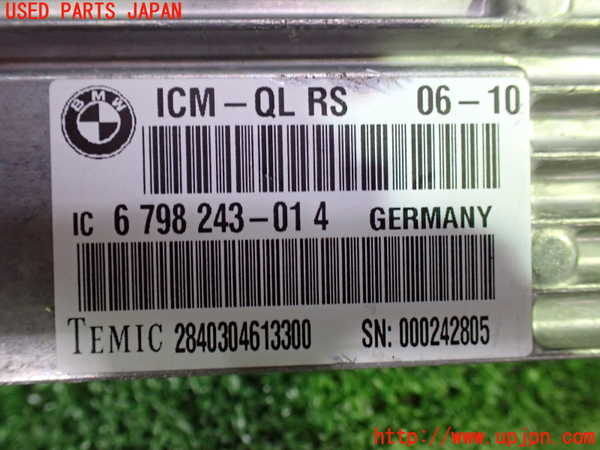 USED PARTS JAPAN
BMW
ICM-QL RS 06-10
IC 6 798 243-01 4 GERMANY
TEMIC 2840304613300 SN: 000242805
http://www.upjpn.com/